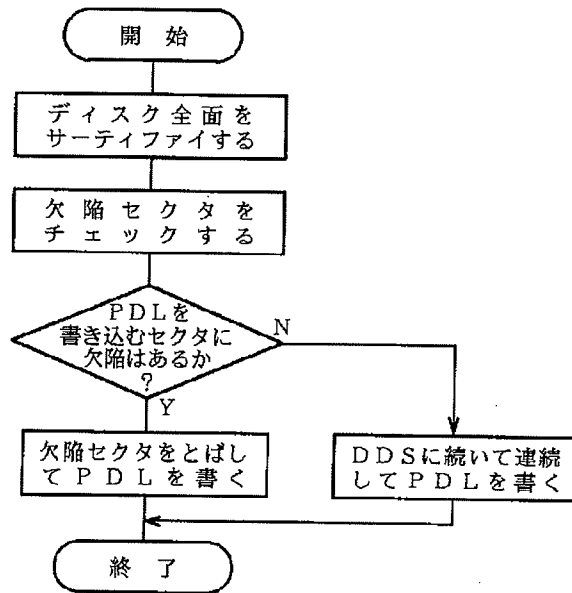 開始
ディスク全面を
サーティファイする
欠陥セクタを
チェックする
PDLを
書き込むセクタに
欠陥はあるか
?
N
Y
欠陥セクタをとばし
てPDLを書く
DDSに続いて連続
してPDLを書く
終了